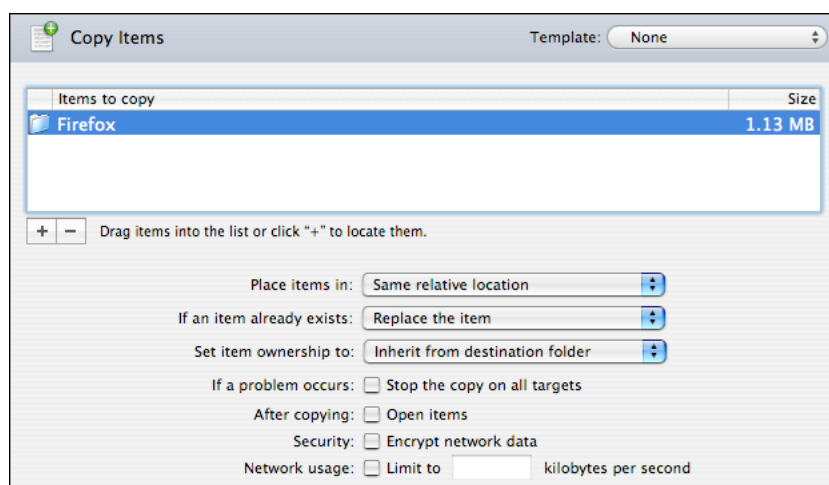 Copy Items Template: None
Items to copy Size
Firefox 1.13 MB
+ − Drag items into the list or click “+” to locate them.
Place items in: Same relative location
If an item already exists: Replace the item
Set item ownership to: Inherit from destination folder
If a problem occurs: Stop the copy on all targets
After copying: Open items
Security: Encrypt network data
Network usage: Limit to kilobytes per second